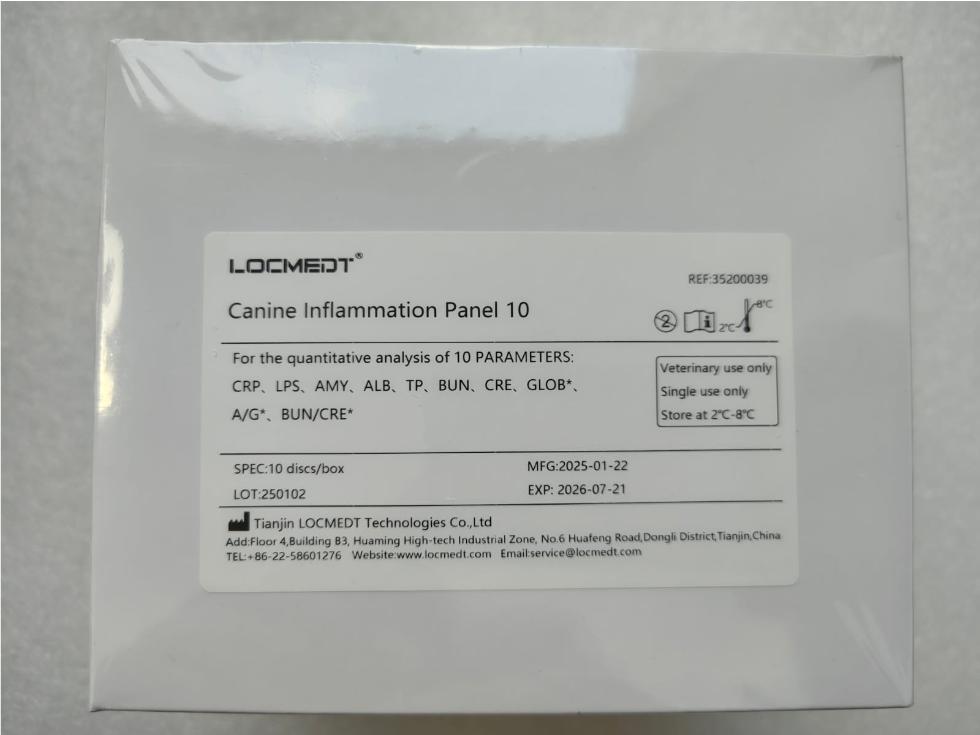 LOCMEDT®
REF:35200039
Canine Inflammation Panel 10
2
i
2℃
8℃
For the quantitative analysis of 10 PARAMETERS:
CRP、LPS、AMY、ALB、TP、BUN、CRE、GLOB*、
A/G*、BUN/CRE*
Veterinary use only
Single use only
Store at 2℃-8℃
SPEC:10 discs/box
MFG:2025-01-22
LOT:250102
EXP: 2026-07-21
Tianjin LOCMEDT Technologies Co.,Ltd
Add:Floor 4,Building B3, Huaming High-tech Industrial Zone, No.6 Huafeng Road,Dongli District,Tianjin,China
TEL:+86-22-58601276 Website:www.locmedt.com Email:service@locmedt.com